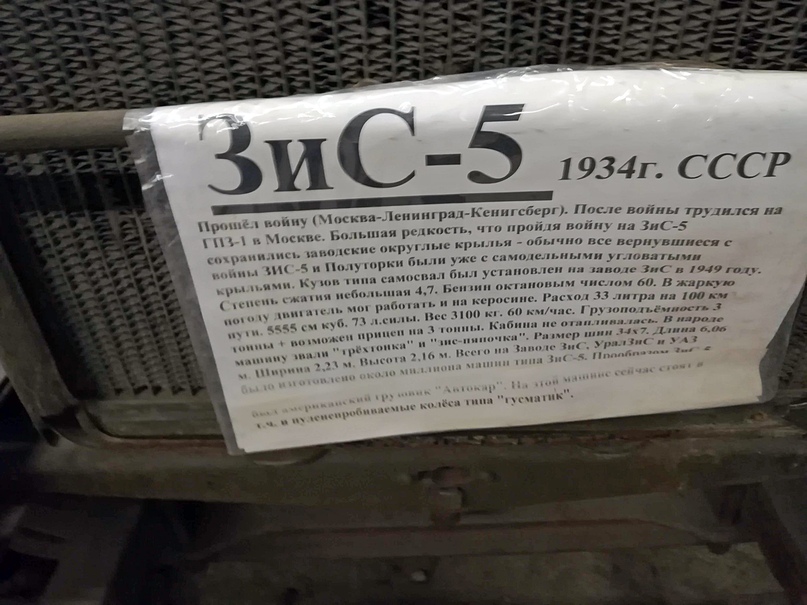 ЗиС-5 1934г. СССР
Прошёл войну (Москва-Ленинград-Кенигсберг). После войны трудился на
ГПЗ-1 в Москве. Большая редкость, что пройдя войну на ЗиС-5
сохранились заводские округлые крылья - обычно все вернувшиеся с
войны ЗИС-5 и Полуторки были уже с самодельными угловатыми
крыльями. Кузов типа самосвал был установлен на заводе ЗиС в 1949 году.
Степень сжатия небольшая 4,7. Бензин октановым числом 60. В жаркую
погоду двигатель мог работать и на керосине. Расход 33 литра на 100 км
пути. 5555 см куб. 73 л.силы. Вес 3100 кг. 60 км/час. Грузоподъёмность 3
тонны + возможен прицеп на 3 тонны. Кабина не отапливалась. В народе
машину звали "трёхтонка" и "зис-пяпочка". Размер шин 34x7. Длина 6,06
м. Ширина 2,23 м. Высота 2,16 м. Всего на Заводе ЗиС, УралЗиС и УАЗ
было изготовлено около миллиона машин типа ЗиС-5. Прообразом ЗиС-5
был американский грузовик "Автокар". На этой машине сейчас стоят в
т.ч. и пуленепробиваемые колёса типа "гусматик".